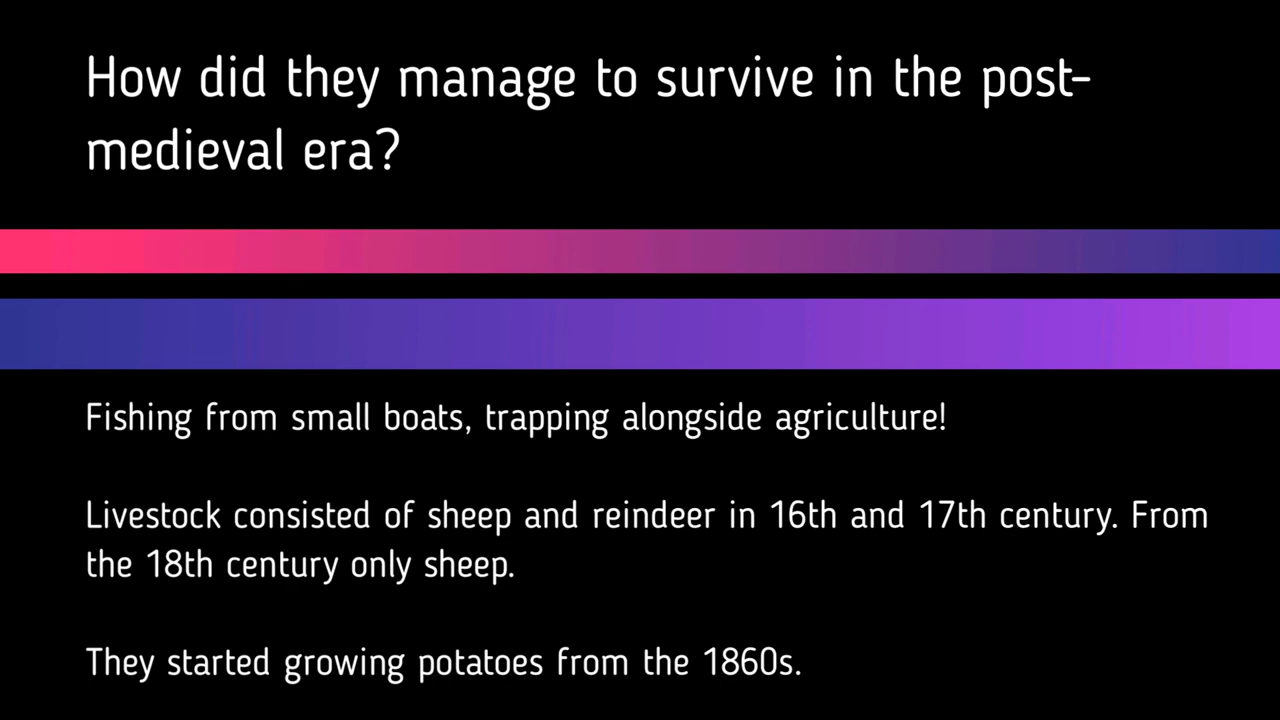 How did they manage to survive in the post-
medieval era?
Fishing from small boats, trapping alongside agriculture!
Livestock consisted of sheep and reindeer in 16th and 17th century. From
the 18th century only sheep.
They started growing potatoes from the 1860s.